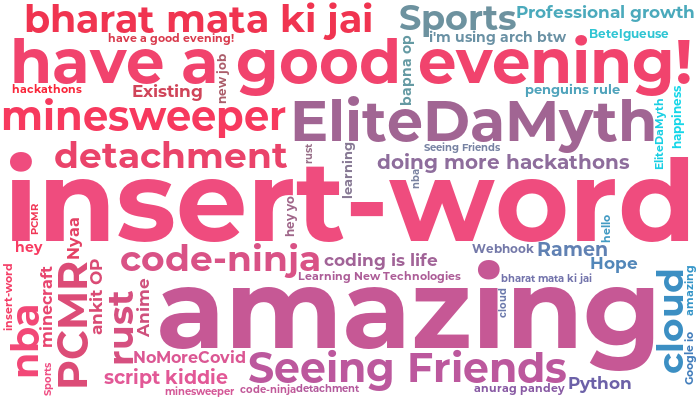 bharat mata ki jai
Sports
Professional growth
have a good evening!
i'm using arch btw
Betelgueuse
have a good evening!
hackathons
Existing
new job
bapna op
penguins rule
minesweeper
EliteDaMyth
EliteDaMyth
happiness
detachment
rust
learning
Seeing Friends
doing more hackathons
nba
insert-word
PCMR
hey yo
hello
hey
Nyaa
code-ninja
coding is life
Webhook
Ramen
Hope
insert-word
minecraft
PCMR
ankit OP
Learning New Technologies
bharat mata ki jai
cloud
amazing
nba
rust
Anime
amazing
cloud
Google io
NoMoreCovid
Seeing Friends
Sports
script kiddie
minesweeper
code-ninja
detachment
anurag pandey
Python